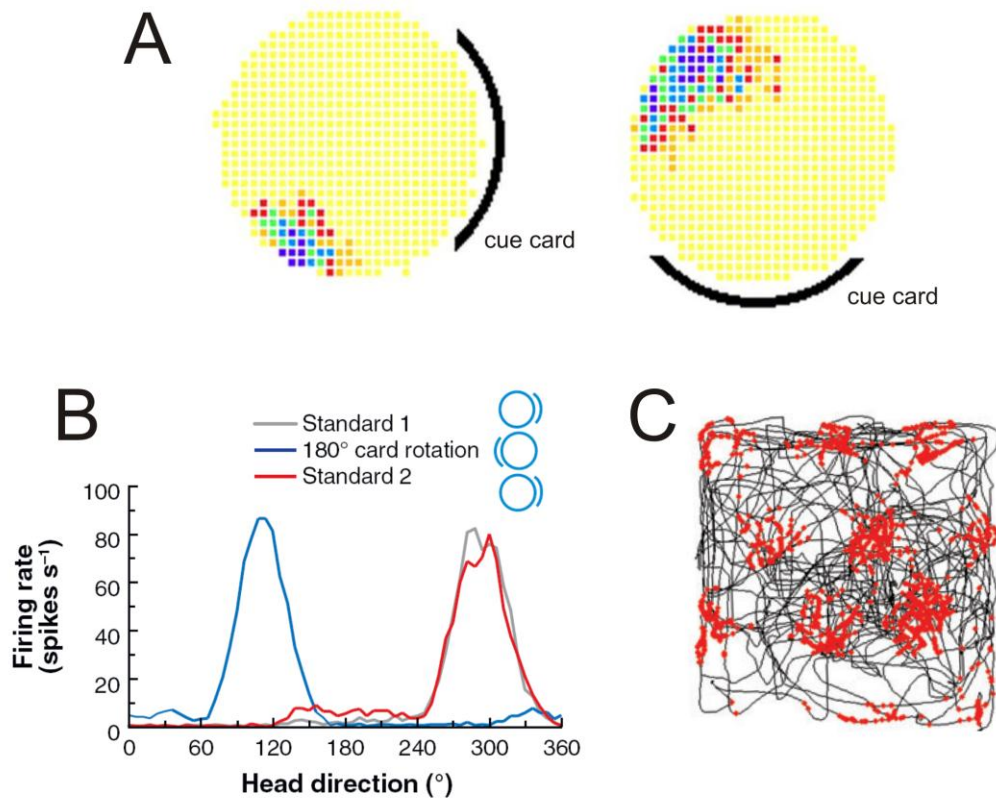 A
cue card
cue card
B
Standard 1
180° card rotation
Standard 2
C
100
80
60
40
20
0
Firing rate
(spikes s⁻¹)
0 60 120 180 240 300 360
Head direction (°)